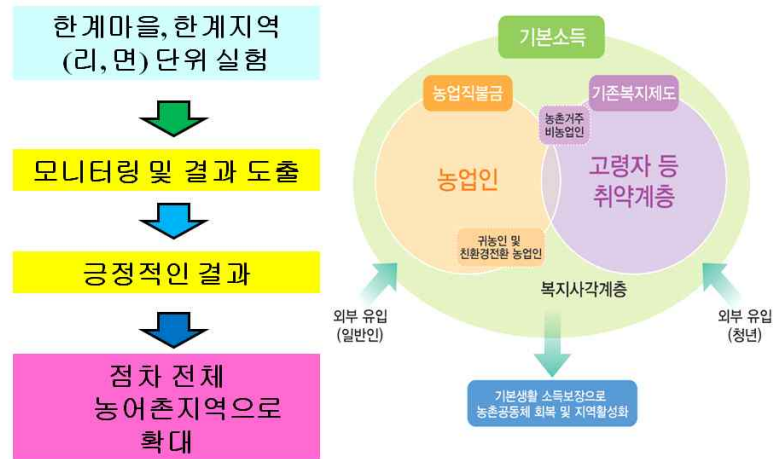 한계마을, 한계지역
(리, 면) 단위 실험
모니터링 및 결과 도출
긍정적인 결과
점차 전체
농어촌지역으로
확대
기본소득
농업직불금
기존복지제도
농촌거주
비농업인
농업인
고령자 등
취약계층
귀농인 및
친환경전환 농업인
복지사각계층
외부 유입
(일반인)
외부 유입
(청년)
기본생활 소득보장으로
농촌공동체 회복 및 지역활성화